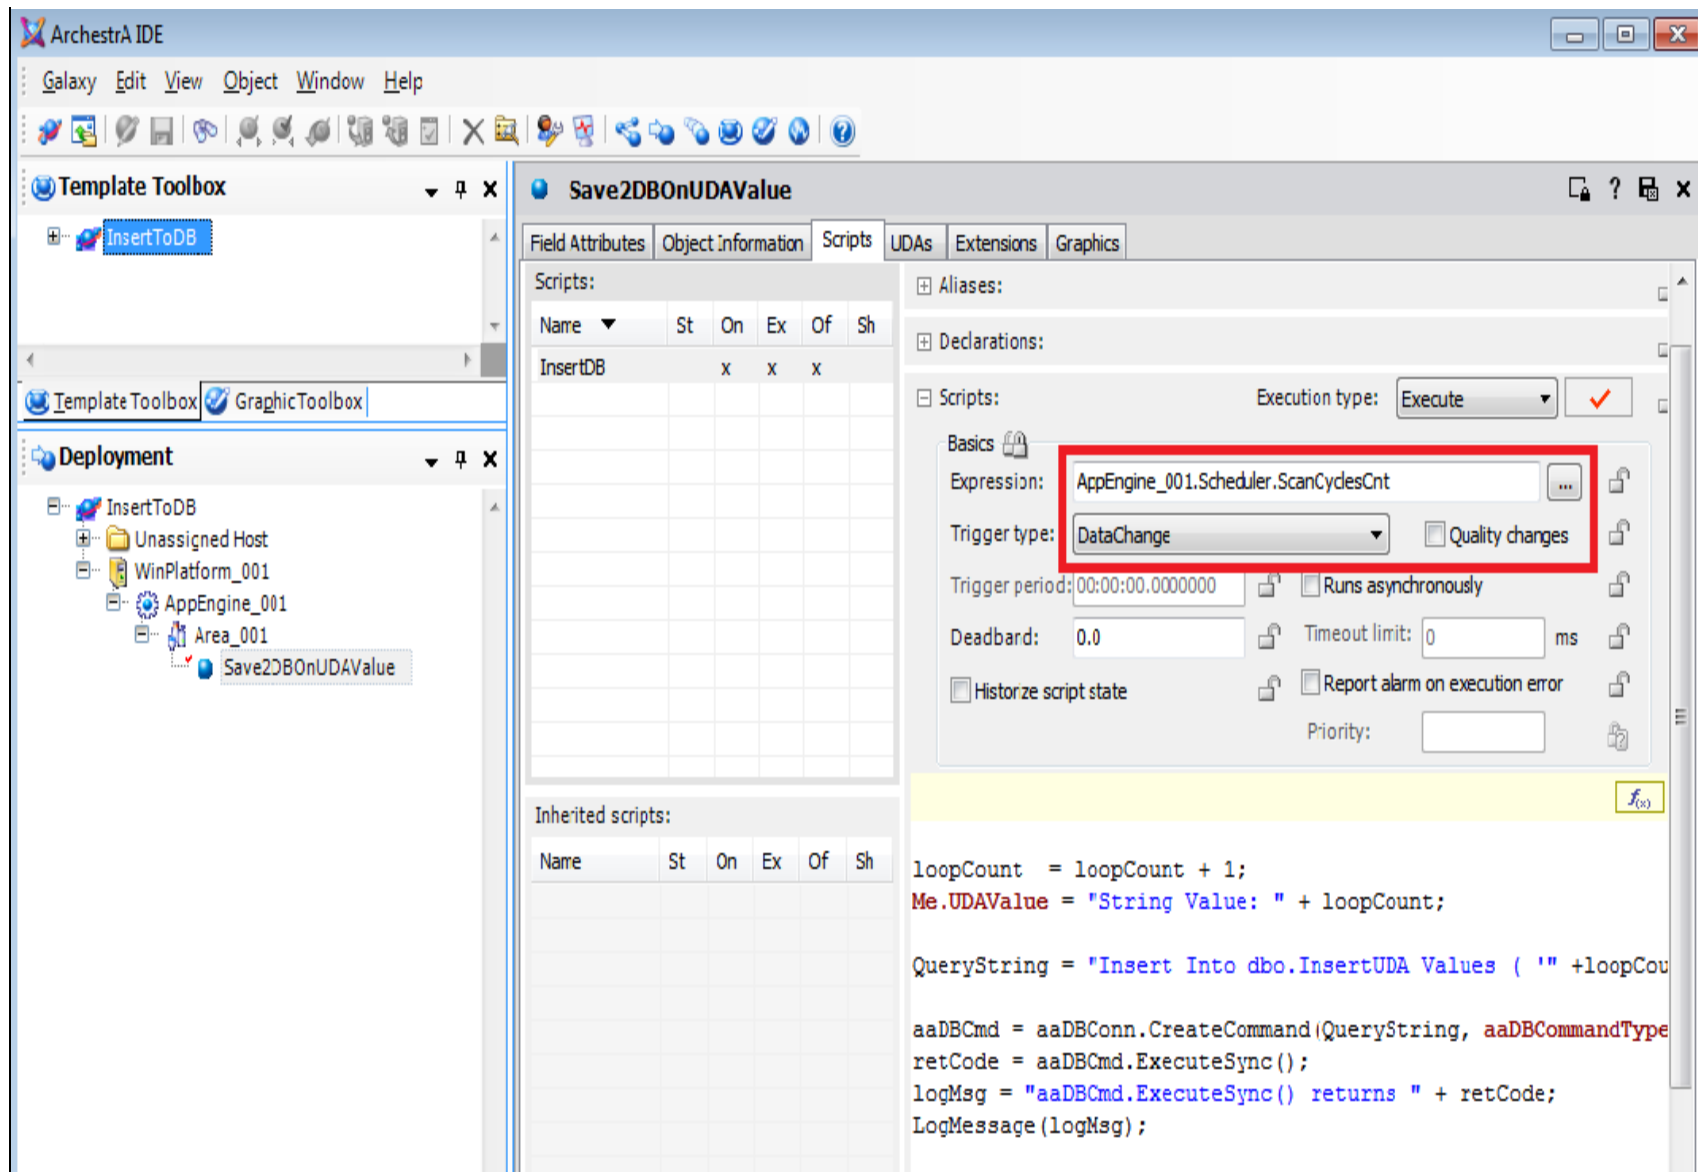 ArchestrA IDE
Galaxy Edit View Object Window Help
Template Toolbox
InsertToDB
Template Toolbox GraphicToolbox
Deployment
InsertToDB
Unassigned Host
WinPlatform_001
AppEngine_001
Area_001
Save2DBOnUDAValue
Save2DBOnUDAValue
Field Attributes Object Information Scripts UDAs Extensions Graphics
Scripts:
Name St On Ex Of Sh
InsertDB x x x
Inherited scripts:
Name St On Ex Of Sh
Aliases:
Declarations:
Scripts: Execution type: Execute
Basics
Expression: AppEngine_001.Scheduler.ScanCyclesCnt ...
Trigger type: DataChange Quality changes
Trigger period: 00:00:00.0000000 Runs asynchronously
Deadband: 0.0 Timeout limit: 0 ms
Historize script state Report alarm on execution error
Priority:
f(x)
loopCount = loopCount + 1;
Me.UDAValue = "String Value: " + loopCount;
QueryString = "Insert Into dbo.InsertUDA Values ( '" +loopCou
aaDBCmd = aaDBConn.CreateCommand(QueryString, aaDBCommandType
retCode = aaDBCmd.ExecuteSync();
logMsg = "aaDBCmd.ExecuteSync() returns " + retCode;
LogMessage(logMsg);